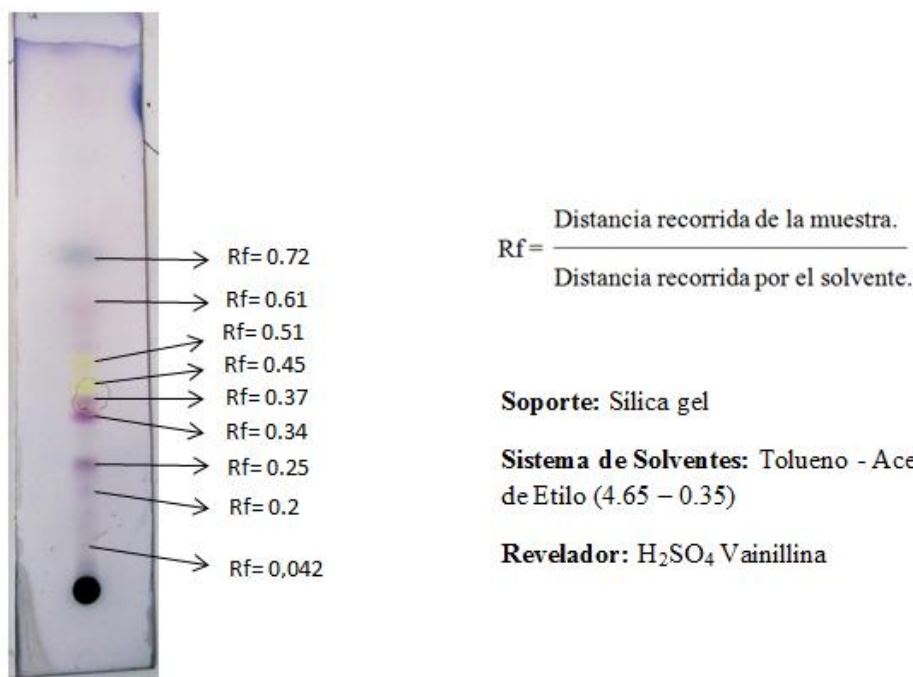 Rf= 0.72
Rf= 0.61
Rf= 0.51
Rf= 0.45
Rf= 0.37
Rf= 0.34
Rf= 0.25
Rf= 0.2
Rf= 0,042
Distancia recorrida de la muestra.
Rf =
Distancia recorrida por el solvente.
Soporte: Silica gel
Sistema de Solventes: Tolueno - Ace
de Etilo (4.65 – 0.35)
Revelador: H₂SO₄ Vainillina